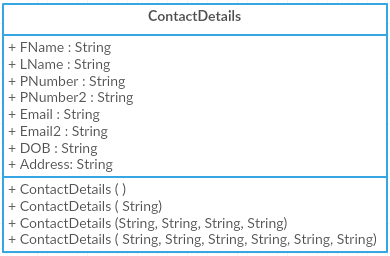 ContactDetails
+ FName : String
+ LName : String
+ PNumber : String
+ PNumber2 : String
+ Email : String
+ Email2 : String
+ DOB : String
+ Address: String
+ ContactDetails ( )
+ ContactDetails ( String)
+ ContactDetails (String, String, String, String)
+ ContactDetails ( String, String, String, String, String, String)